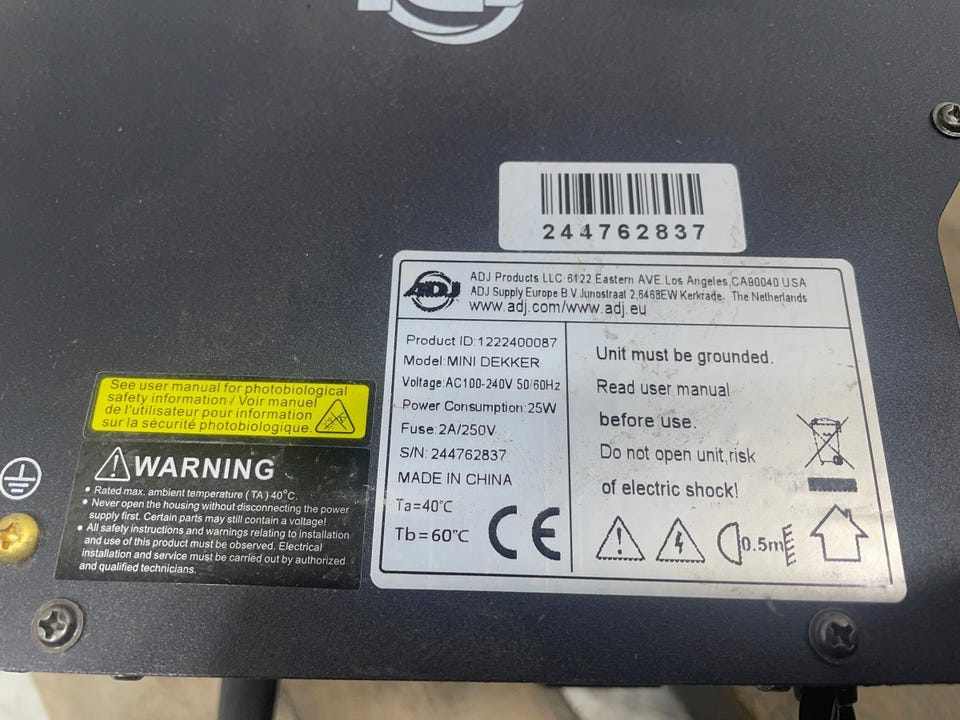 244762837
ADJ
ADJ Products LLC 6122 Eastern AVE Los Angeles, CA90040 USA
ADJ Supply Europe B.V Junostraat 2,6468EW Kerkrade, The Netherlands
www.adj.com/www.adj.eu
Product ID:1222400087
Model:MINI DEKKER
Voltage:AC100-240V 50/60Hz
Power Consumption:25W
Fuse:2A/250V
S/N: 244762837
MADE IN CHINA
Ta=40°C
Tb=60°C
CE
Unit must be grounded.
Read user manual
before use.
Do not open unit,risk
of electric shock!
0.5m
See user manual for photobiological
safety information / Voir manuel
de l'utilisateur pour information
sur la sécurité photobiologique.
WARNING
• Rated max. ambient temperature ( TA ) 40°C.
• Never open the housing without disconnecting the power
supply first. Certain parts may still contain a voltage!
• All safety instructions and warnings relating to installation
and use of this product must be observed. Electrical
installation and service must be carried out by authorized
and qualified technicians.